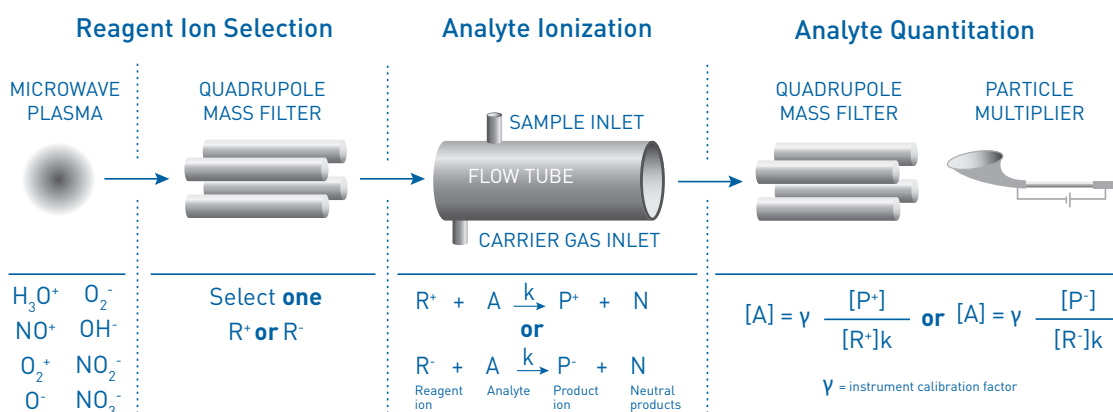 Reagent Ion Selection
Analyte Ionization
Analyte Quantitation
MICROWAVE
PLASMA
QUADRUPOLE
MASS FILTER
SAMPLE INLET
FLOW TUBE
CARRIER GAS INLET
QUADRUPOLE
MASS FILTER
PARTICLE
MULTIPLIER
H₃O⁺ O₂⁻
NO⁺ OH⁻
O₂⁺ NO₂⁻
O⁻ NO₃⁻
Select one
R⁺ or R⁻
R⁺ + A k→ P⁺ + N
or
R⁻ + A k→ P⁻ + N
Reagent ion Analyte Product ion Neutral products
[A] = γ [P⁺] / [R⁺]k or [A] = γ [P⁻] / [R⁻]k
γ = instrument calibration factor